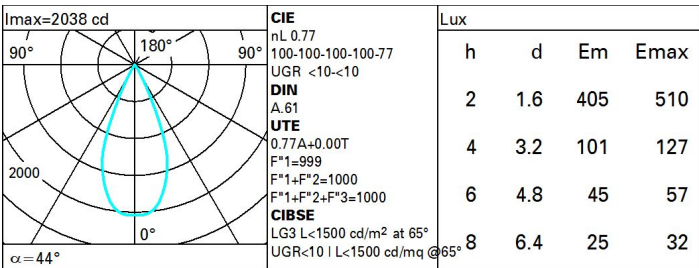 Imax=2038 cd
90°
180°
90°
2000
0°
α=44°
CIE
nL 0.77
100-100-100-100-77
UGR <10-<10
DIN
A.61
UTE
0.77A+0.00T
F"1=999
F"1+F"2=1000
F"1+F"2+F"3=1000
CIBSE
LG3 L<1500 cd/m² at 65°
UGR<10 | L<1500 cd/mq @65°
Lux
h d Em Emax
2 1.6 405 510
4 3.2 101 127
6 4.8 45 57
8 6.4 25 32